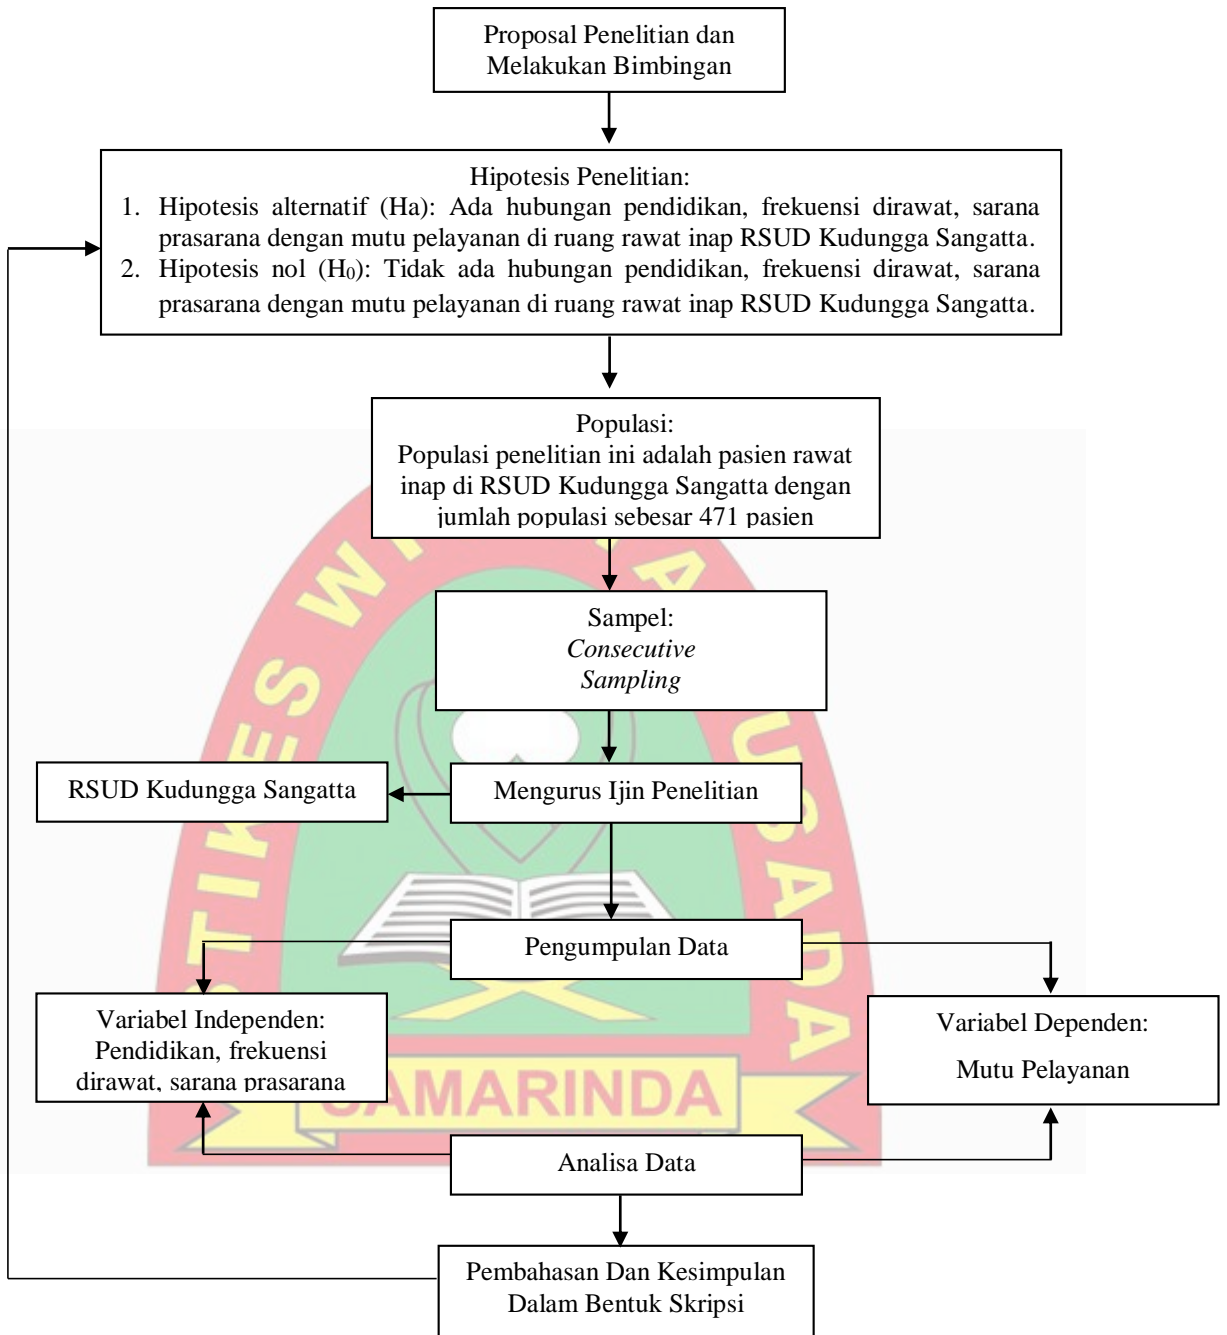 Proposal Penelitian dan
Melakukan Bimbingan
Hipotesis Penelitian:
1. Hipotesis alternatif (Ha): Ada hubungan pendidikan, frekuensi dirawat, sarana
prasarana dengan mutu pelayanan di ruang rawat inap RSUD Kudungga Sangatta.
2. Hipotesis nol (H₀): Tidak ada hubungan pendidikan, frekuensi dirawat, sarana
prasarana dengan mutu pelayanan di ruang rawat inap RSUD Kudungga Sangatta.
Populasi:
Populasi penelitian ini adalah pasien rawat
inap di RSUD Kudungga Sangatta dengan
jumlah populasi sebesar 471 pasien
Sampel:
Consecutive
Sampling
RSUD Kudungga Sangatta
Mengurus Ijin Penelitian
Pengumpulan Data
Variabel Independen:
Pendidikan, frekuensi
dirawat, sarana prasarana
Variabel Dependen:
Mutu Pelayanan
Analisa Data
Pembahasan Dan Kesimpulan
Dalam Bentuk Skripsi
STIKES
USADA
SAMARINDA